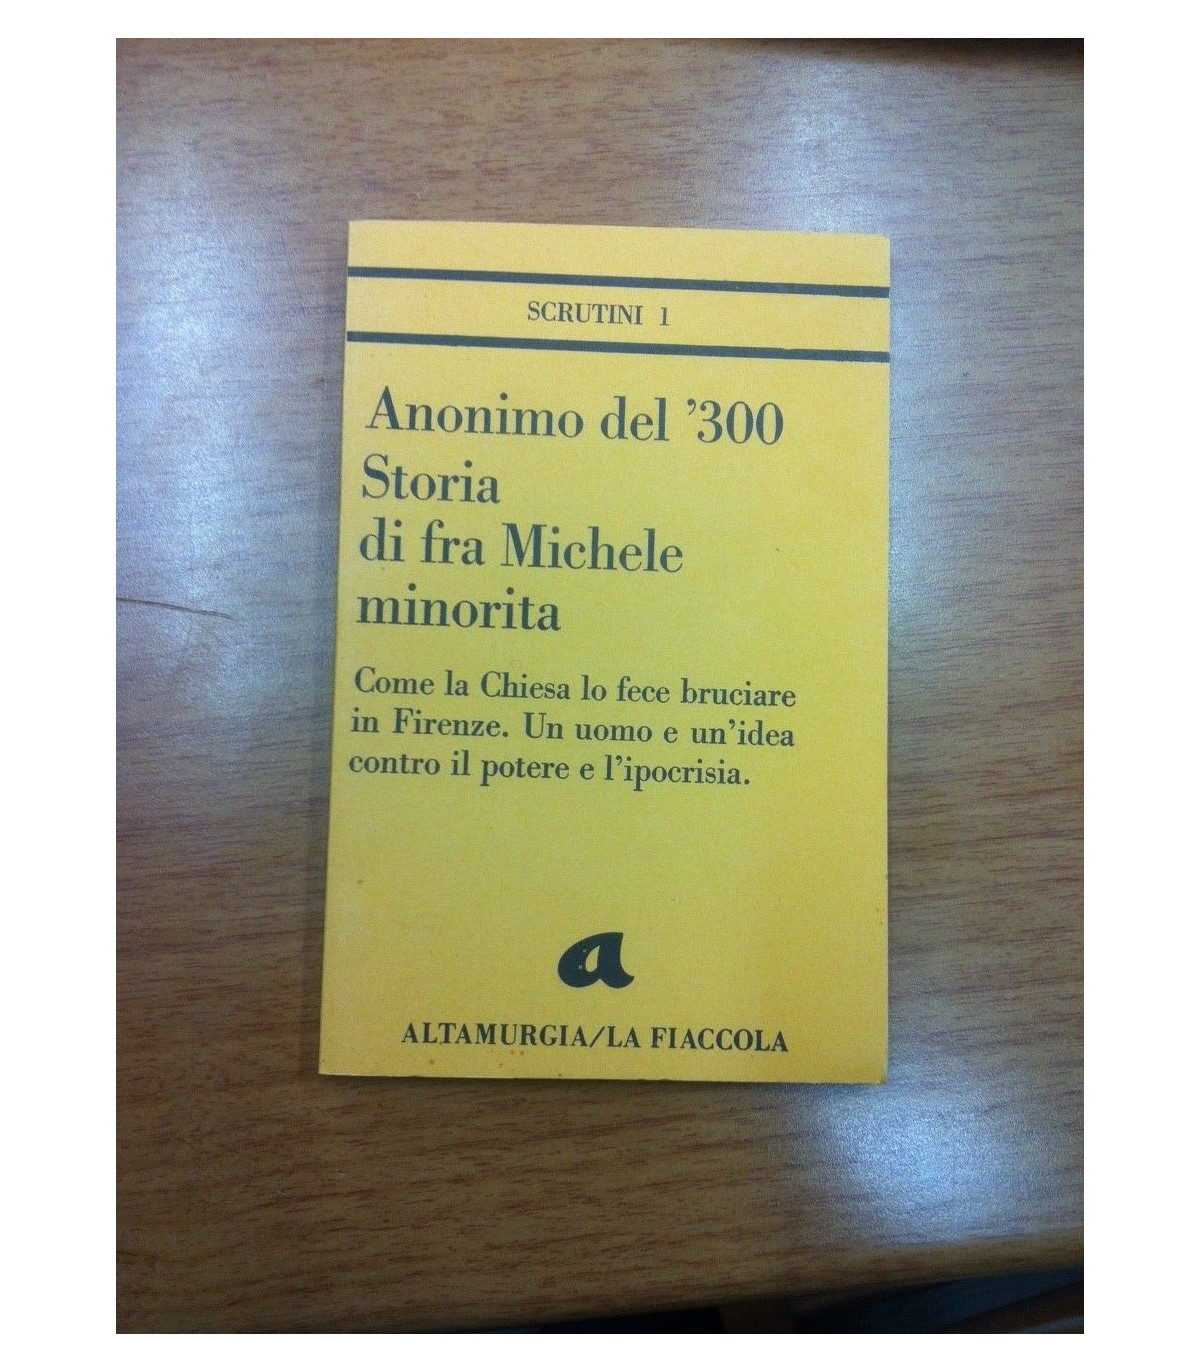 SCRUTINI 1
Anonimo del ’300
Storia
di fra Michele
minorita
Come la Chiesa lo fece bruciare
in Firenze. Un uomo e un’idea
contro il potere e l’ipocrisia.
a
ALTAMURGIA/LA FIACCOLA